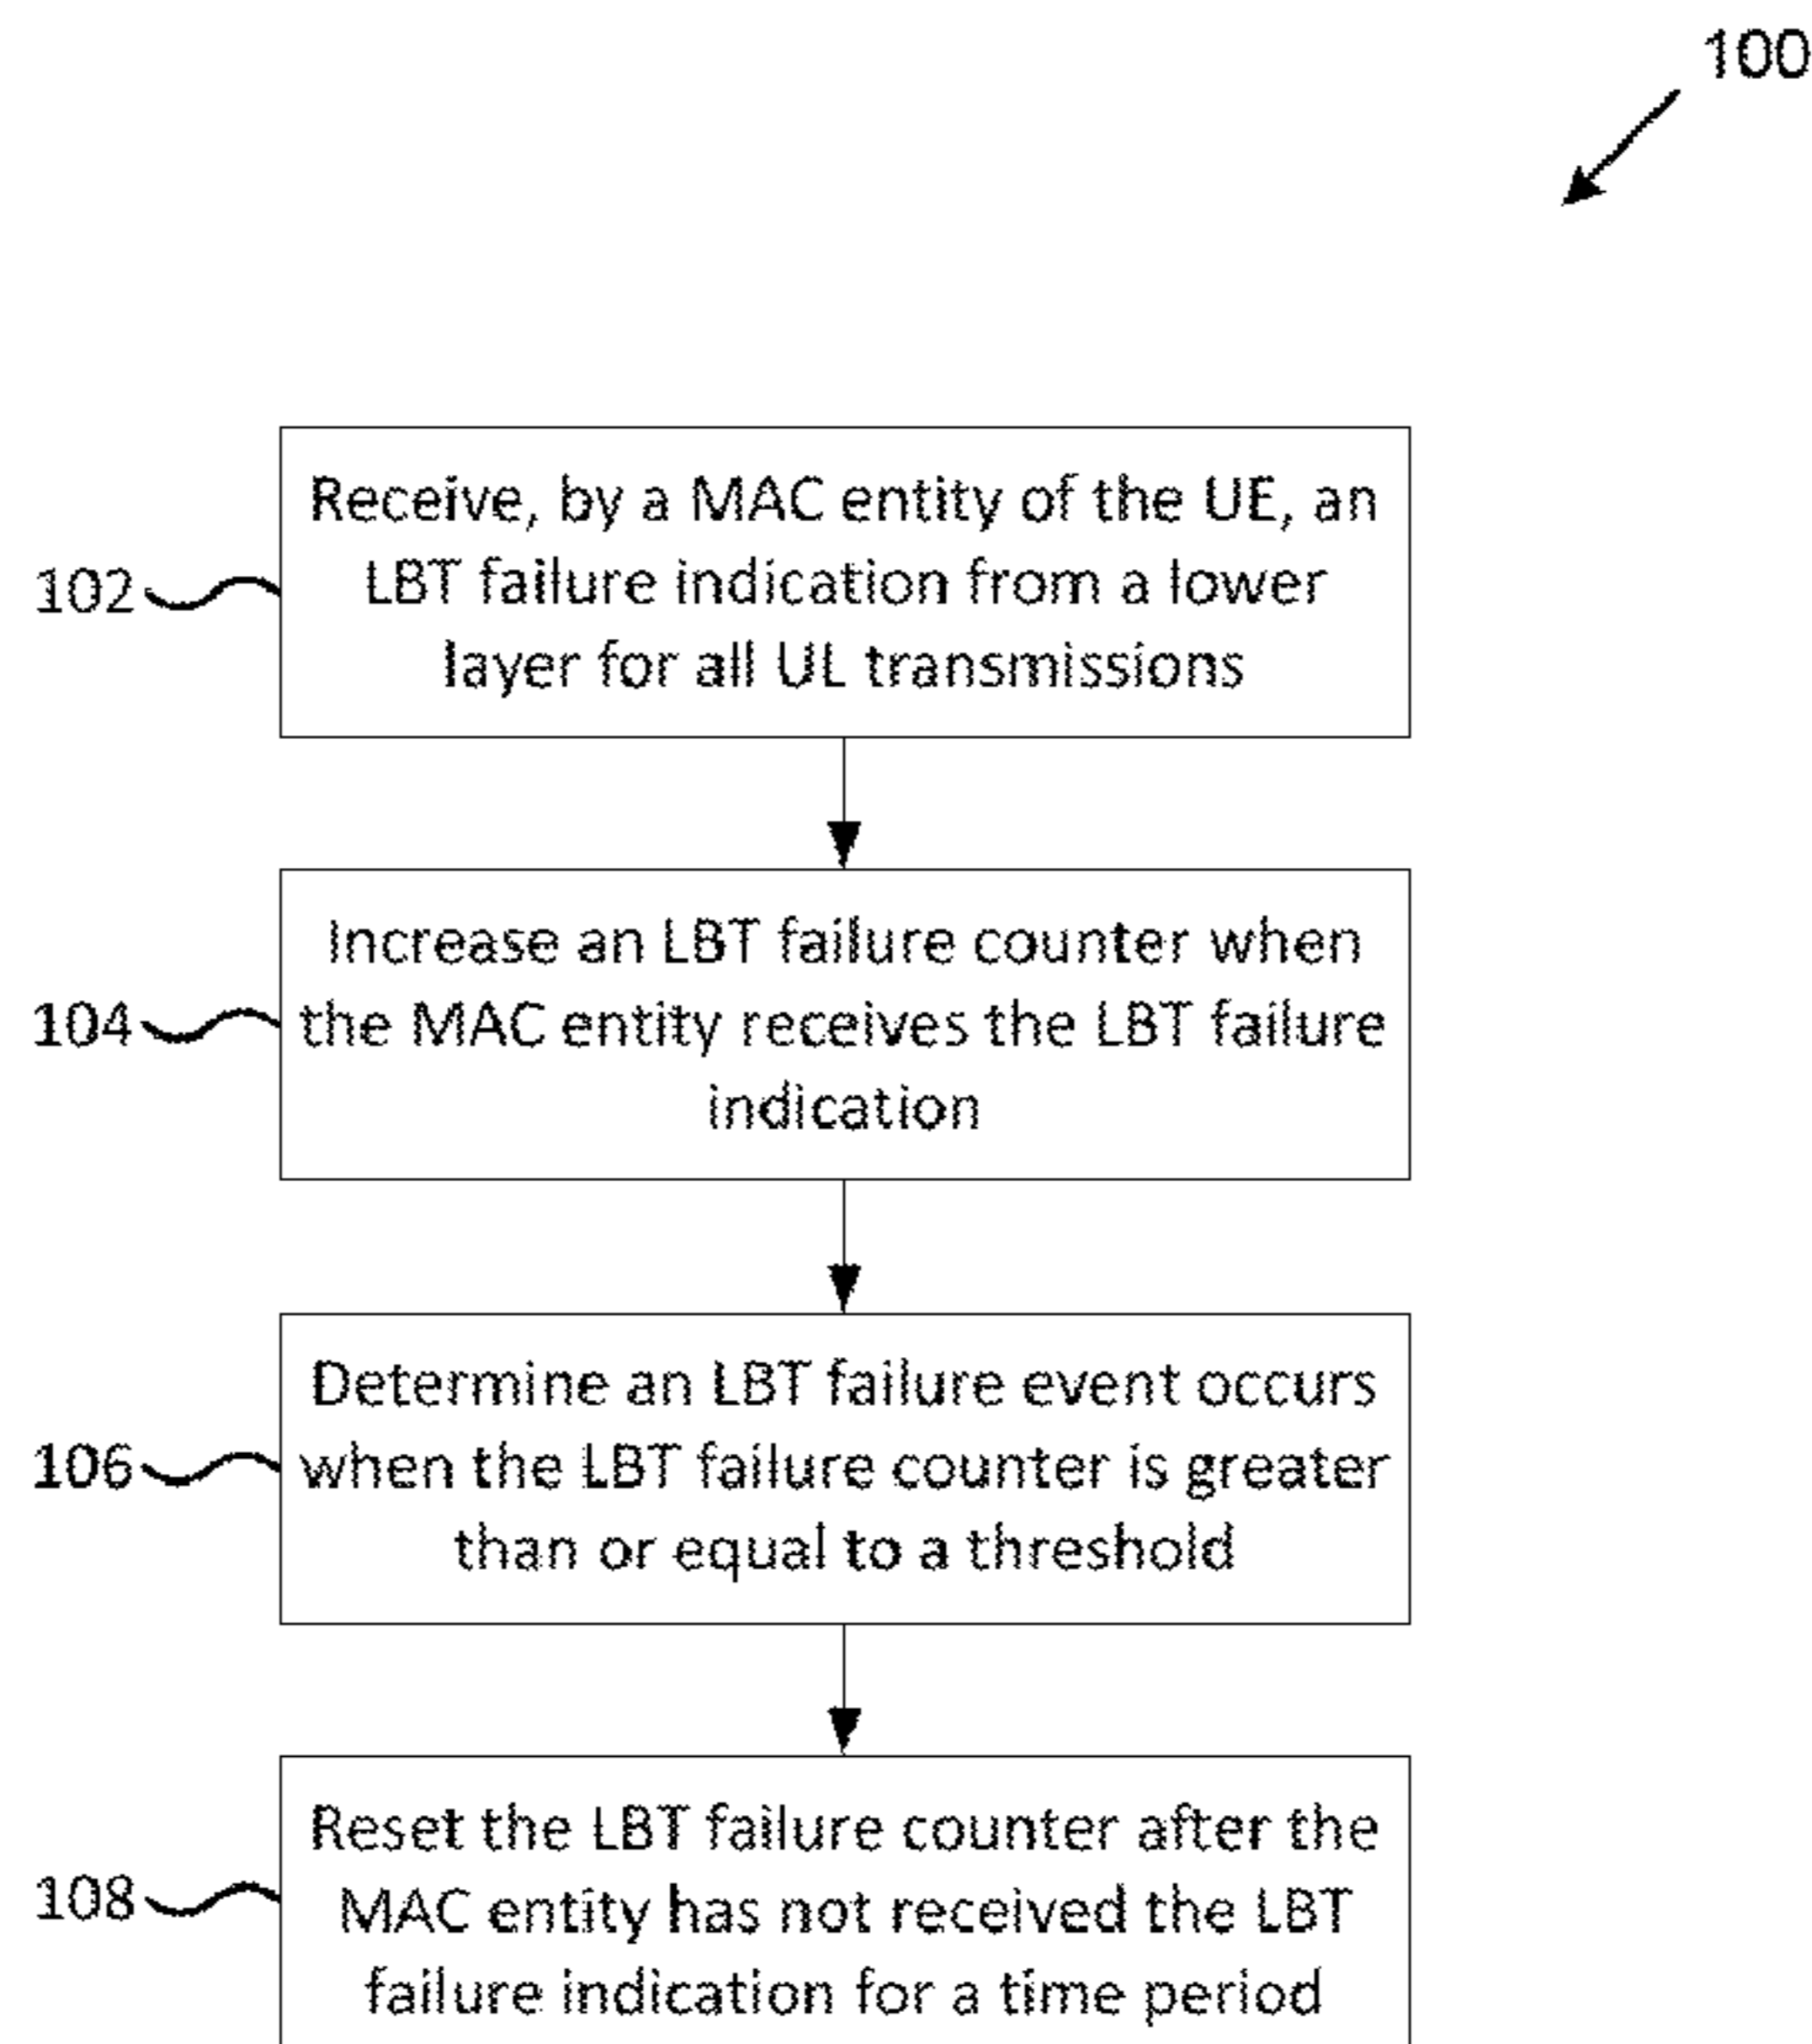 100
Receive, by a MAC entity of the UE, an
LBT failure indication from a lower
layer for all UL transmissions
102
Increase an LBT failure counter when
the MAC entity receives the LBT failure
indication
104
Determine an LBT failure event occurs
when the LBT failure counter is greater
than or equal to a threshold
106
Reset the LBT failure counter after the
MAC entity has not received the LBT
failure indication for a time period
108